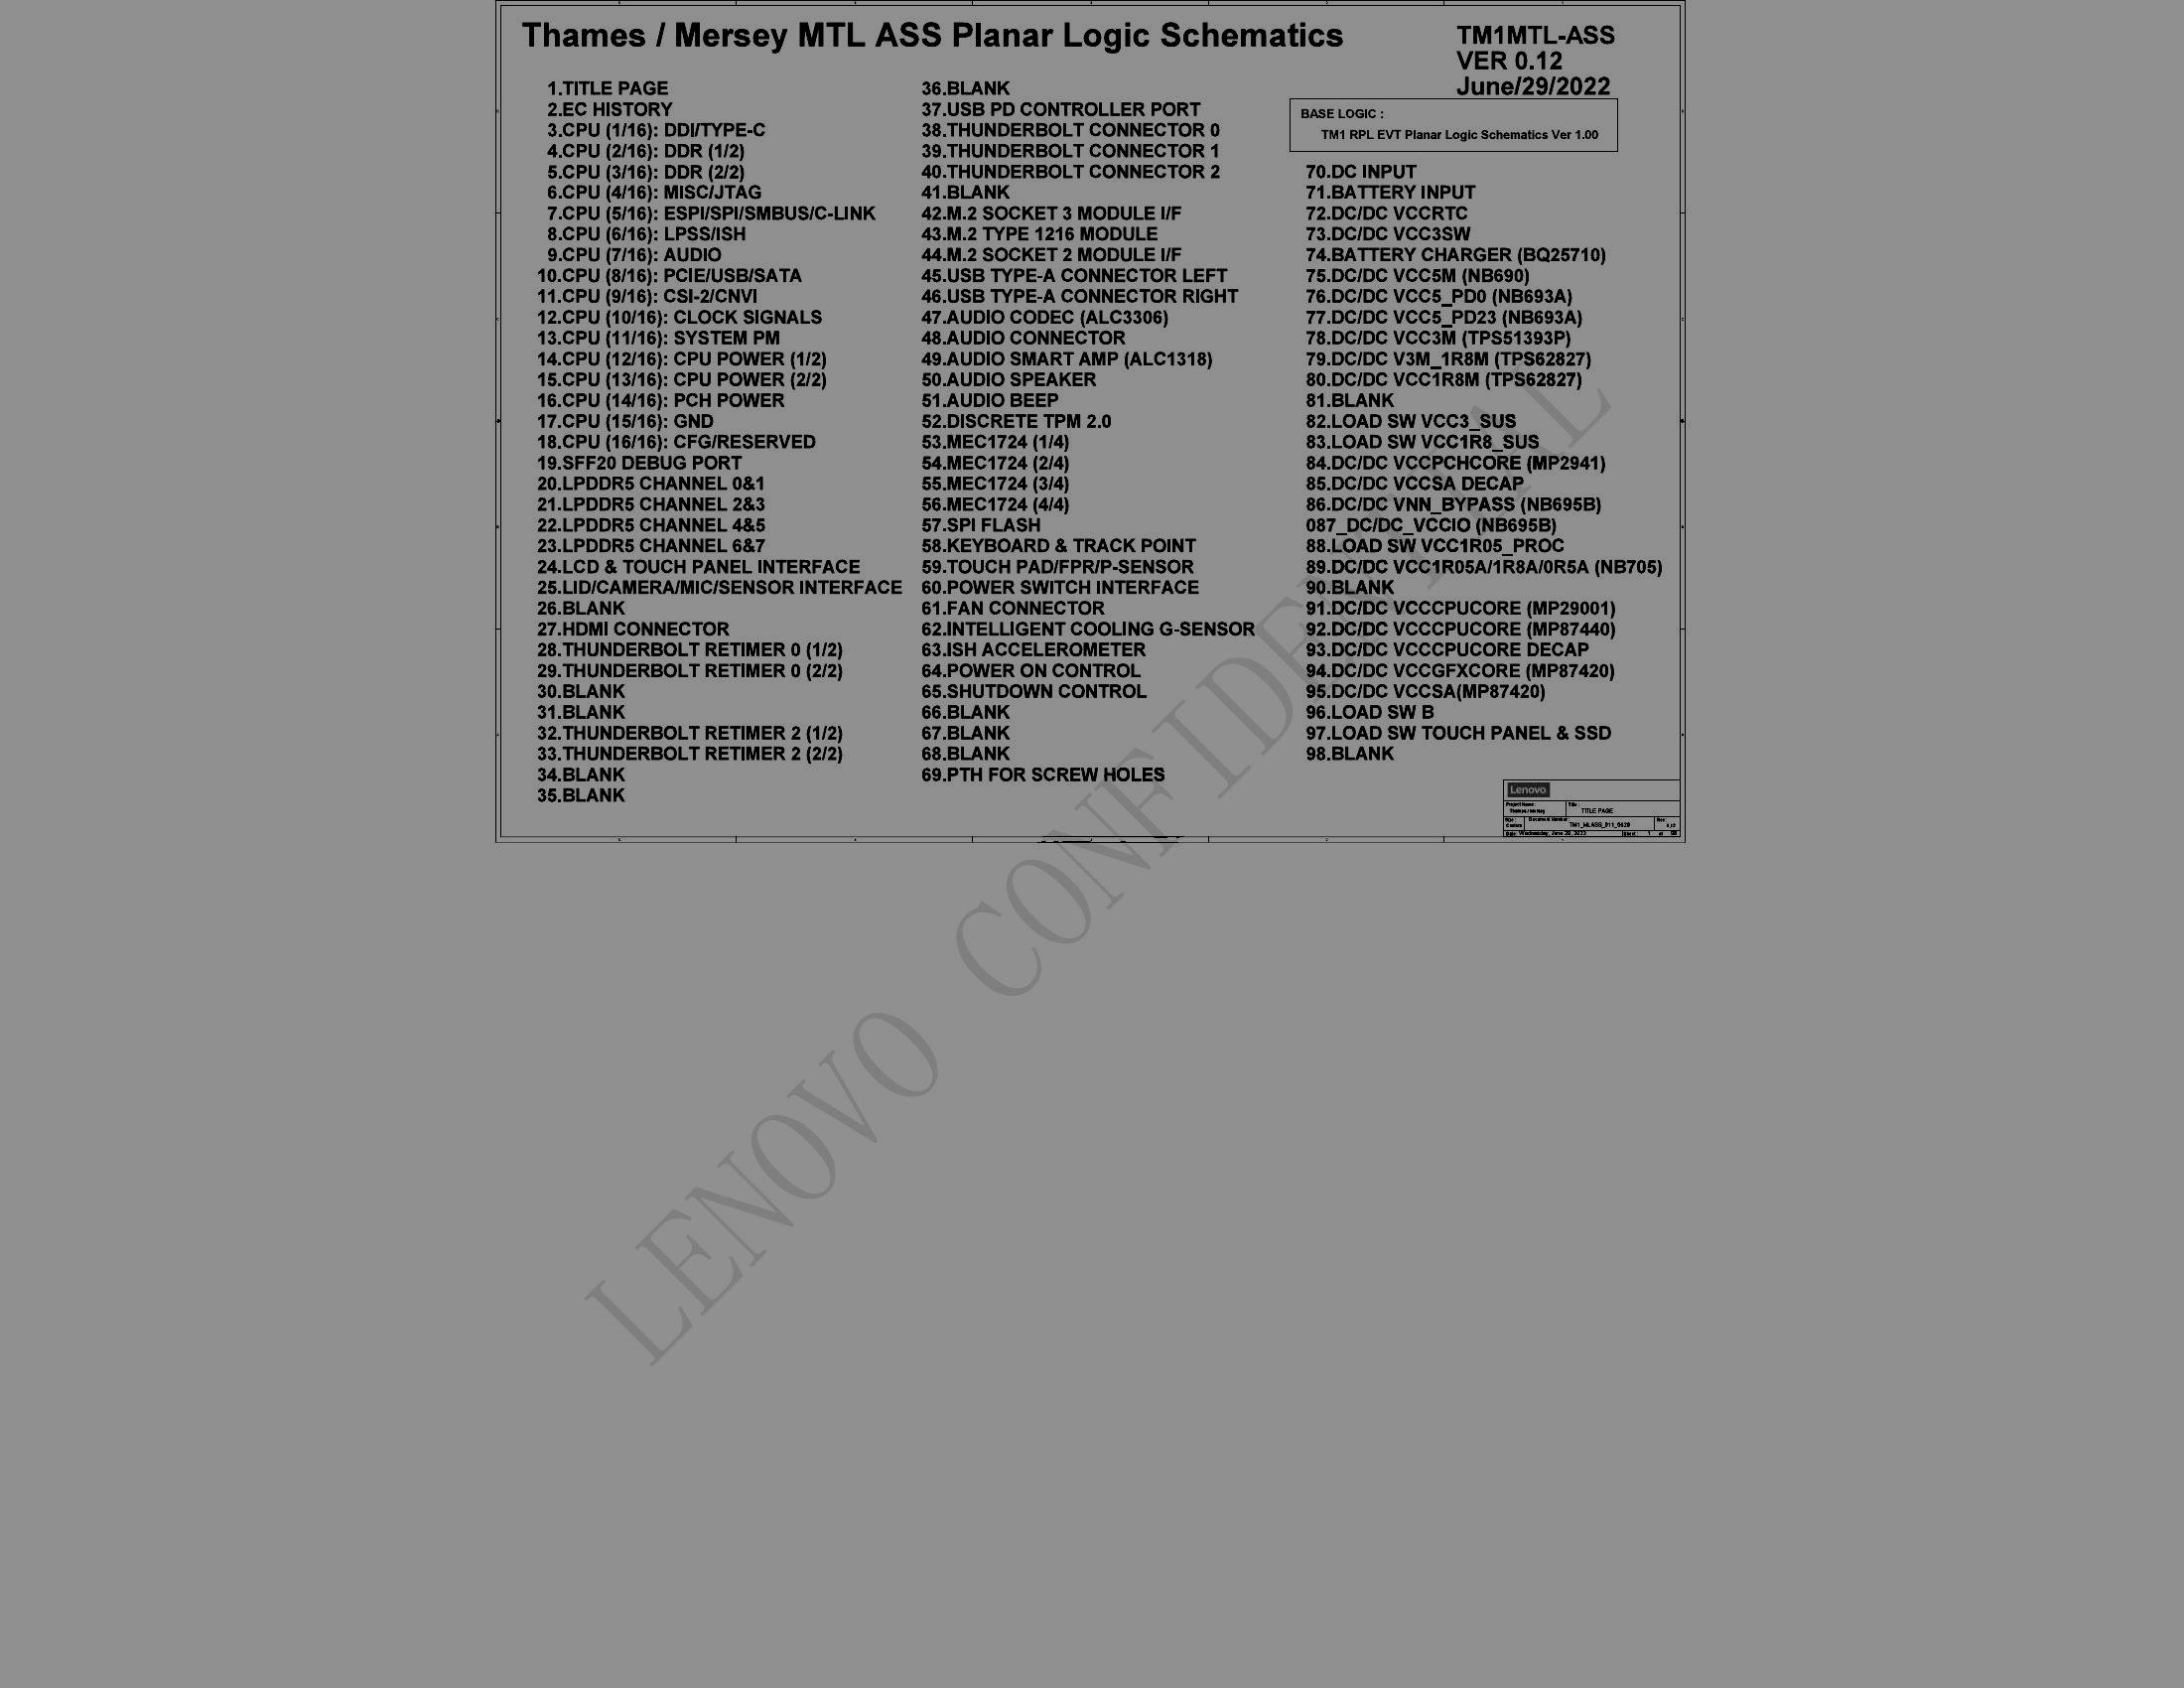 Thames / Mersey MTL ASS Planar Logic Schematics
TM1MTL-ASS
VER 0.12
June/29/2022
BASE LOGIC :
TM1 RPL EVT Planar Logic Schematics Ver 1.00
1.TITLE PAGE
2.EC HISTORY
3.CPU (1/16): DDI/TYPE-C
4.CPU (2/16): DDR (1/2)
5.CPU (3/16): DDR (2/2)
6.CPU (4/16): MISC/JTAG
7.CPU (5/16): ESPI/SPI/SMBUS/C-LINK
8.CPU (6/16): LPSS/ISH
9.CPU (7/16): AUDIO
10.CPU (8/16): PCIE/USB/SATA
11.CPU (9/16): CSI-2/CNVI
12.CPU (10/16): CLOCK SIGNALS
13.CPU (11/16): SYSTEM PM
14.CPU (12/16): CPU POWER (1/2)
15.CPU (13/16): CPU POWER (2/2)
16.CPU (14/16): PCH POWER
17.CPU (15/16): GND
18.CPU (16/16): CFG/RESERVED
19.SFF20 DEBUG PORT
20.LPDDR5 CHANNEL 0&1
21.LPDDR5 CHANNEL 2&3
22.LPDDR5 CHANNEL 4&5
23.LPDDR5 CHANNEL 6&7
24.LCD & TOUCH PANEL INTERFACE
25.LID/CAMERA/MIC/SENSOR INTERFACE
26.BLANK
27.HDMI CONNECTOR
28.THUNDERBOLT RETIMER 0 (1/2)
29.THUNDERBOLT RETIMER 0 (2/2)
30.BLANK
31.BLANK
32.THUNDERBOLT RETIMER 2 (1/2)
33.THUNDERBOLT RETIMER 2 (2/2)
34.BLANK
35.BLANK
36.BLANK
37.USB PD CONTROLLER PORT
38.THUNDERBOLT CONNECTOR 0
39.THUNDERBOLT CONNECTOR 1
40.THUNDERBOLT CONNECTOR 2
41.BLANK
42.M.2 SOCKET 3 MODULE I/F
43.M.2 TYPE 1216 MODULE
44.M.2 SOCKET 2 MODULE I/F
45.USB TYPE-A CONNECTOR LEFT
46.USB TYPE-A CONNECTOR RIGHT
47.AUDIO CODEC (ALC3306)
48.AUDIO CONNECTOR
49.AUDIO SMART AMP (ALC1318)
50.AUDIO SPEAKER
51.AUDIO BEEP
52.DISCRETE TPM 2.0
53.MEC1724 (1/4)
54.MEC1724 (2/4)
55.MEC1724 (3/4)
56.MEC1724 (4/4)
57.SPI FLASH
58.KEYBOARD & TRACK POINT
59.TOUCH PAD/FPR/P-SENSOR
60.POWER SWITCH INTERFACE
61.FAN CONNECTOR
62.INTELLIGENT COOLING G-SENSOR
63.ISH ACCELEROMETER
64.POWER ON CONTROL
65.SHUTDOWN CONTROL
66.BLANK
67.BLANK
68.BLANK
69.PTH FOR SCREW HOLES
70.DC INPUT
71.BATTERY INPUT
72.DC/DC VCCRTC
73.DC/DC VCC3SW
74.BATTERY CHARGER (BQ25710)
75.DC/DC VCC5M (NB690)
76.DC/DC VCC5_PD0 (NB693A)
77.DC/DC VCC5_PD23 (NB693A)
78.DC/DC VCC3M (TPS51393P)
79.DC/DC V3M_1R8M (TPS62827)
80.DC/DC VCC1R8M (TPS62827)
81.BLANK
82.LOAD SW VCC3_SUS
83.LOAD SW VCC1R8_SUS
84.DC/DC VCCPCHCORE (MP2941)
85.DC/DC VCCSA DECAP
86.DC/DC VNN_BYPASS (NB695B)
087_DC/DC_VCCIO (NB695B)
88.LOAD SW VCC1R05_PROC
89.DC/DC VCC1R05A/1R8A/0R5A (NB705)
90.BLANK
91.DC/DC VCCCPUCORE (MP29001)
92.DC/DC VCCCPUCORE (MP87440)
93.DC/DC VCCCPUCORE DECAP
94.DC/DC VCCGFXCORE (MP87420)
95.DC/DC VCCSA(MP87420)
96.LOAD SW B
97.LOAD SW TOUCH PANEL & SSD
98.BLANK
Lenovo
Title :
TITLE PAGE
Wednesday, June 29, 2022
LENOVO CONFIDENTIAL